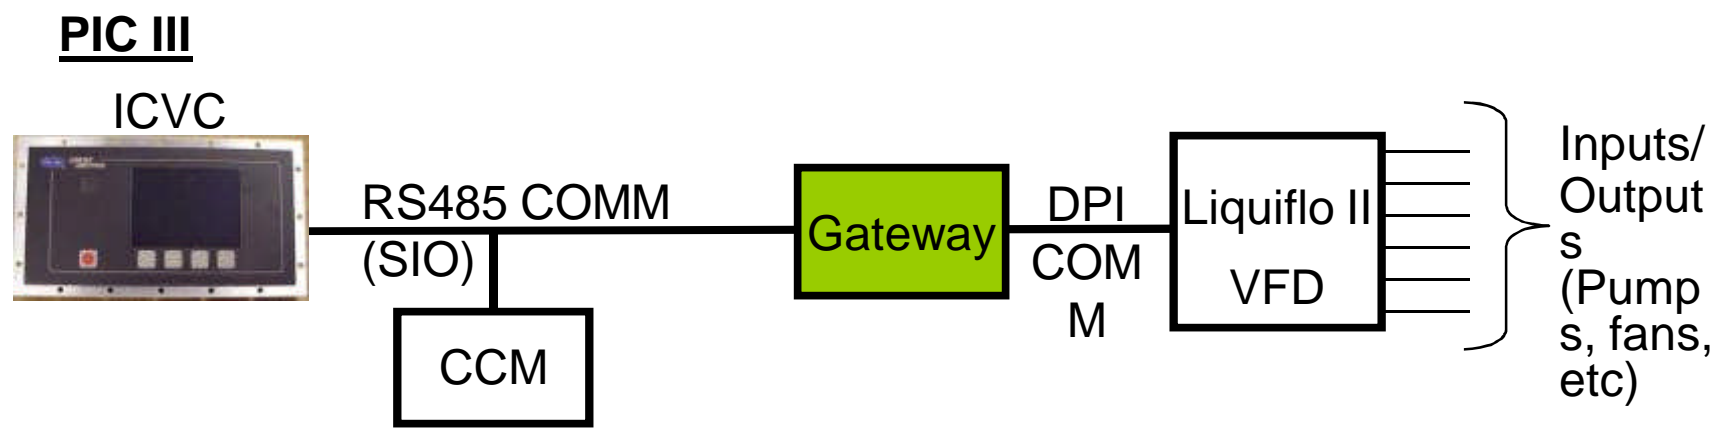 PIC III
ICVC
RS485 COMM
(SIO)
CCM
Gateway
DPI
COM
M
Liquiflo II
VFD
Inputs/
Output
s
(Pump
s, fans,
etc)